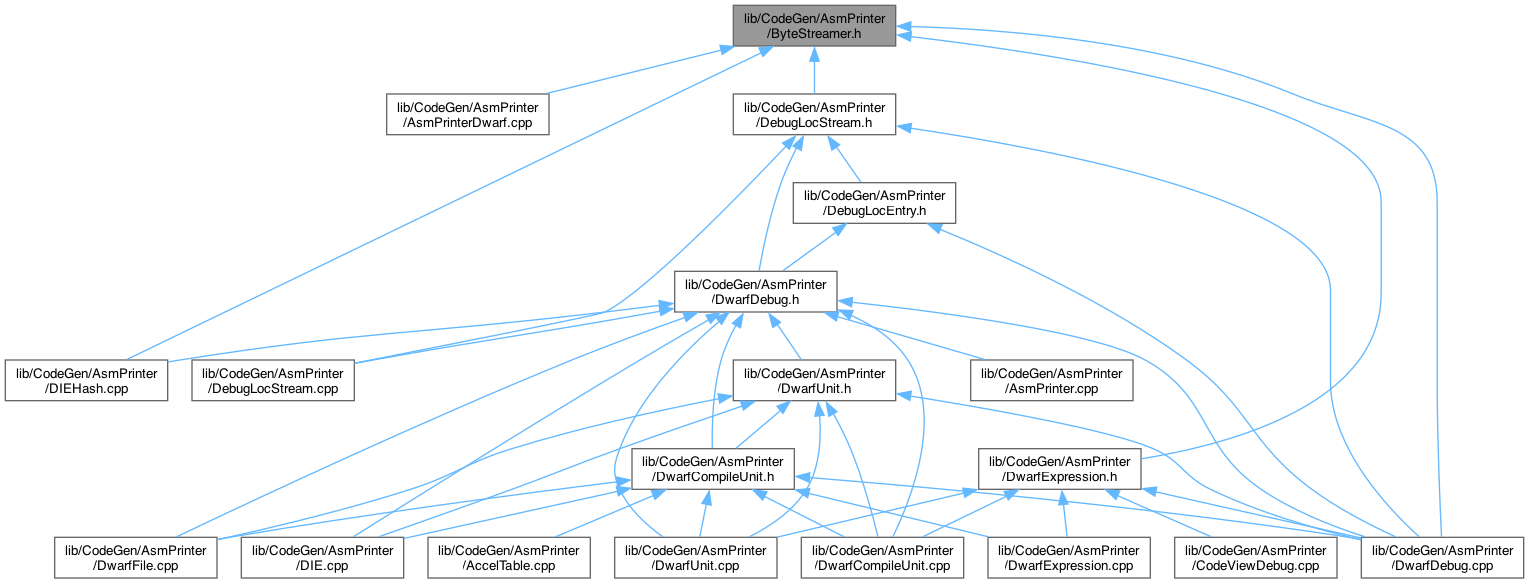 lib/CodeGen/AsmPrinter
/ByteStreamer.h
lib/CodeGen/AsmPrinter
/AsmPrinterDwarf.cpp
lib/CodeGen/AsmPrinter
/DebugLocStream.h
lib/CodeGen/AsmPrinter
/DebugLocEntry.h
lib/CodeGen/AsmPrinter
/DwarfDebug.h
lib/CodeGen/AsmPrinter
/DIEHash.cpp
lib/CodeGen/AsmPrinter
/DebugLocStream.cpp
lib/CodeGen/AsmPrinter
/DwarfUnit.h
lib/CodeGen/AsmPrinter
/AsmPrinter.cpp
lib/CodeGen/AsmPrinter
/DwarfCompileUnit.h
lib/CodeGen/AsmPrinter
/DwarfExpression.h
lib/CodeGen/AsmPrinter
/DwarfFile.cpp
lib/CodeGen/AsmPrinter
/DIE.cpp
lib/CodeGen/AsmPrinter
/AccelTable.cpp
lib/CodeGen/AsmPrinter
/DwarfUnit.cpp
lib/CodeGen/AsmPrinter
/DwarfCompileUnit.cpp
lib/CodeGen/AsmPrinter
/DwarfExpression.cpp
lib/CodeGen/AsmPrinter
/CodeViewDebug.cpp
lib/CodeGen/AsmPrinter
/DwarfDebug.cpp